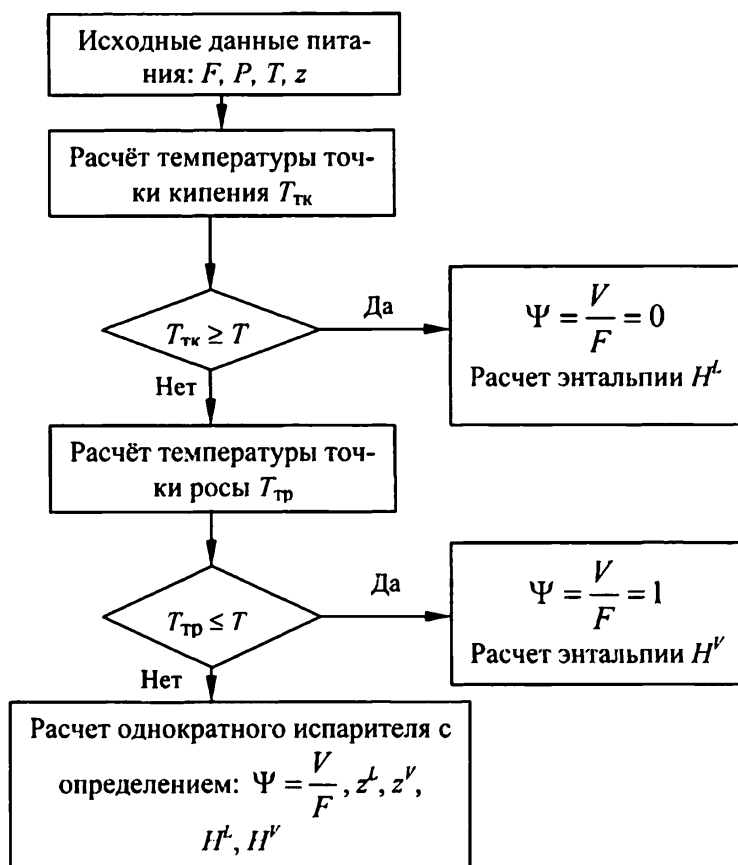 Исходные данные пита-
ния: F, P, T, z
Расчёт температуры точ-
ки кипения Tтк
Tтк ≥ T
Да
Ψ = V/F = 0
Расчет энтальпии H^L
Нет
Расчёт температуры точ-
ки росы Tтр
Tтр ≤ T
Да
Ψ = V/F = 1
Расчет энтальпии H^V
Нет
Расчет однократного испарителя с
определением: Ψ = V/F, z^L, z^V,
H^L, H^V